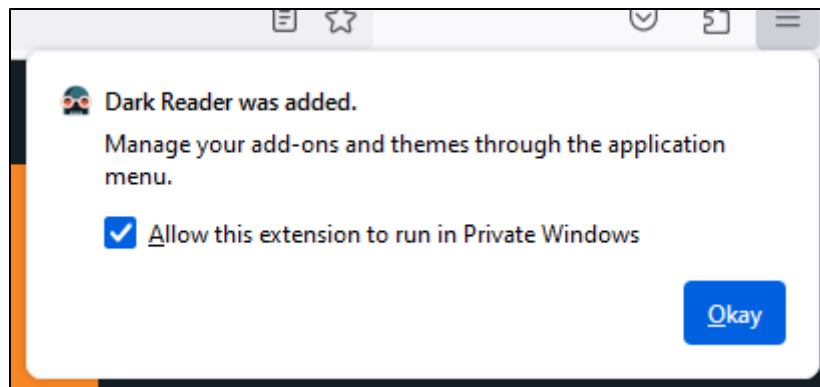 Dark Reader was added.
Manage your add-ons and themes through the application
menu.
Allow this extension to run in Private Windows
Okay